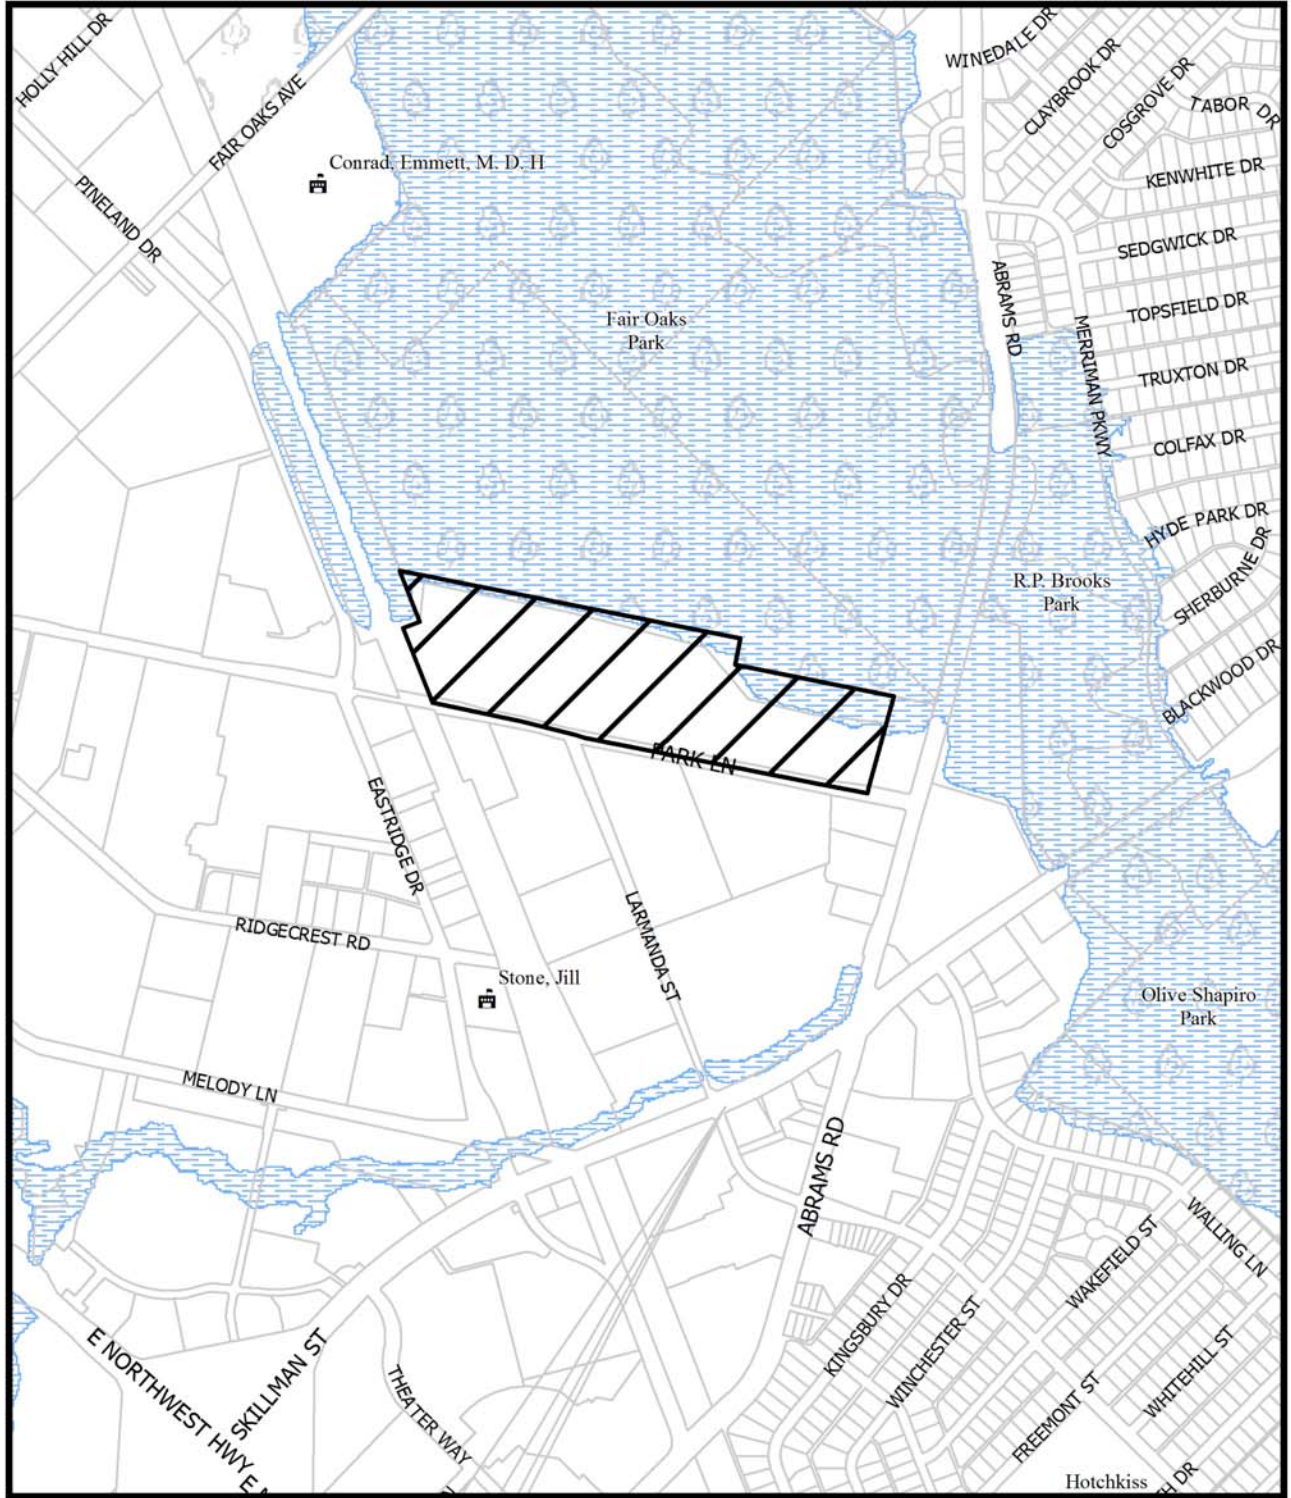 HOLLY HILL DR
FAIR OAKS AVE
WINEDALE DR
CLAYBROOK DR
COSGROVE DR
TABOR DR
Conrad, Emmett, M. D. H
KENWHITE DR
PINELAND DR
SEDGWICK DR
ABRAMS RD
TOPSFIELD DR
Fair Oaks
Park
MERRIMAN PKWY
TRUXTON DR
COLFAX DR
HYDE PARK DR
SHERBURNE DR
R.P. Brooks
Park
BLACKWOOD DR
PARK LN
EASTRIDGE DR
RIDGECREST RD
LARMANDA ST
Stone, Jill
Olive Shapiro
Park
MELODY LN
ABRAMS RD
WALLING LN
WAKEFIELD ST
KINGSBURY DR
WINCHESTER ST
E NORTHWEST HWY
SKILLMAN ST
THEATER WAY
FREEMONT ST
WHITEHILL ST
Hotchkiss